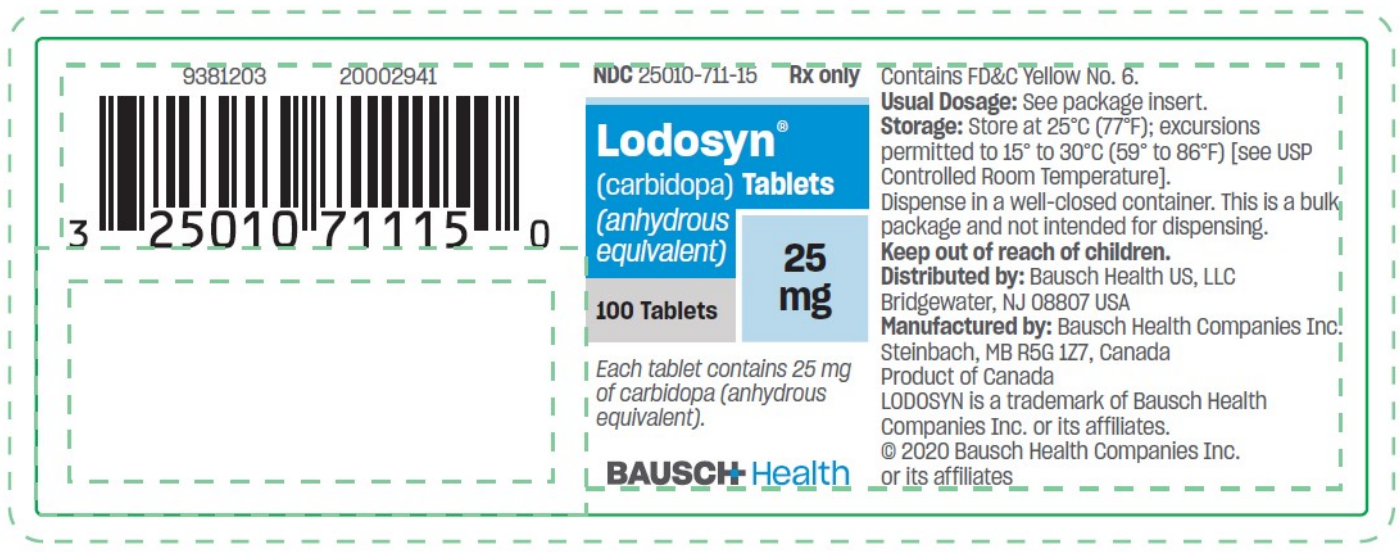 9381203 20002941
3 25010 71115 0
NDC 25010-711-15 Rx only
Lodosyn®
(carbidopa) Tablets
(anhydrous
equivalent)
25
mg
100 Tablets
Each tablet contains 25 mg
of carbidopa (anhydrous
equivalent).
BAUSCH+Health
Contains FD&C Yellow No. 6.
Usual Dosage: See package insert.
Storage: Store at 25°C (77°F); excursions
permitted to 15° to 30°C (59° to 86°F) [see USP
Controlled Room Temperature].
Dispense in a well-closed container. This is a bulk
package and not intended for dispensing.
Keep out of reach of children.
Distributed by: Bausch Health US, LLC
Bridgewater, NJ 08807 USA
Manufactured by: Bausch Health Companies Inc.
Steinbach, MB R5G 1Z7, Canada
Product of Canada
LODOSYN is a trademark of Bausch Health
Companies Inc. or its affiliates.
© 2020 Bausch Health Companies Inc.
or its affiliates